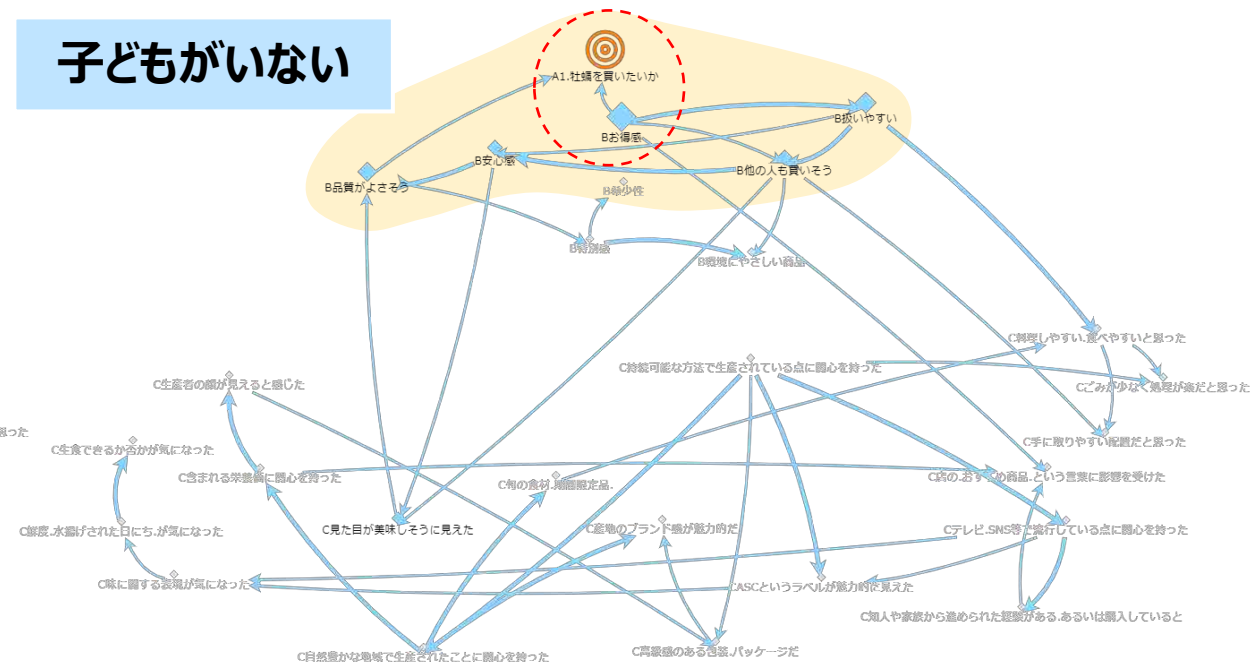 子どもがいない
A1.牡蠣を買いたいか
Bお得感
B扱いやすい
B安心感
B他の人も買いそう
B品質がよさそう
B希少性
B特別感
B環境にやさしい商品
C料理しやすい.食べやすいと思った
C持続可能な方法で生産されている点に関心を持った
C生産者の顔が見えると感じた
Cごみが少なく処理が楽だと思った
思った
C生食できるか否かが気になった
C手に取りやすい配置だと思った
C含まれる栄養価に関心を持った
C旬の食材.期間限定品.
C店の.おすすめ商品.という言葉に影響を受けた
C鮮度.水揚げされた日にち.が気になった
C見た目が美味しそうに見えた
C産地のブランド感が魅力的だ
Cテレビ.SNS等で流行している点に関心を持った
C味に関する表現が気になった
CASCというラベルが魅力的に見えた
C知人や家族から進められた経験がある.あるいは購入していると
C自然豊かな地域で生産されたことに関心を持った
C高級感のある包装.パッケージだ